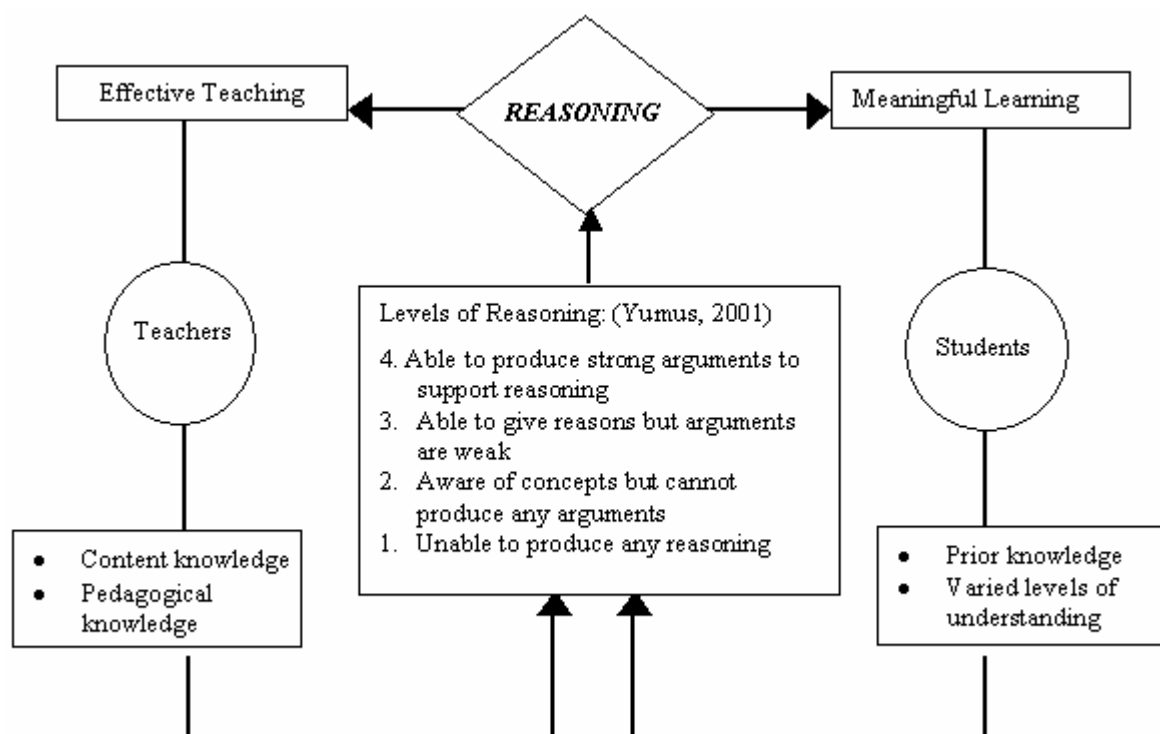 Effective Teaching
REASONING
Meaningful Learning
Teachers
Levels of Reasoning: (Yumus, 2001)
4. Able to produce strong arguments to
support reasoning
3. Able to give reasons but arguments
are weak
2. Aware of concepts but cannot
produce any arguments
1. Unable to produce any reasoning
Students
● Content knowledge
● Pedagogical
knowledge
● Prior knowledge
● Varied levels of
understanding